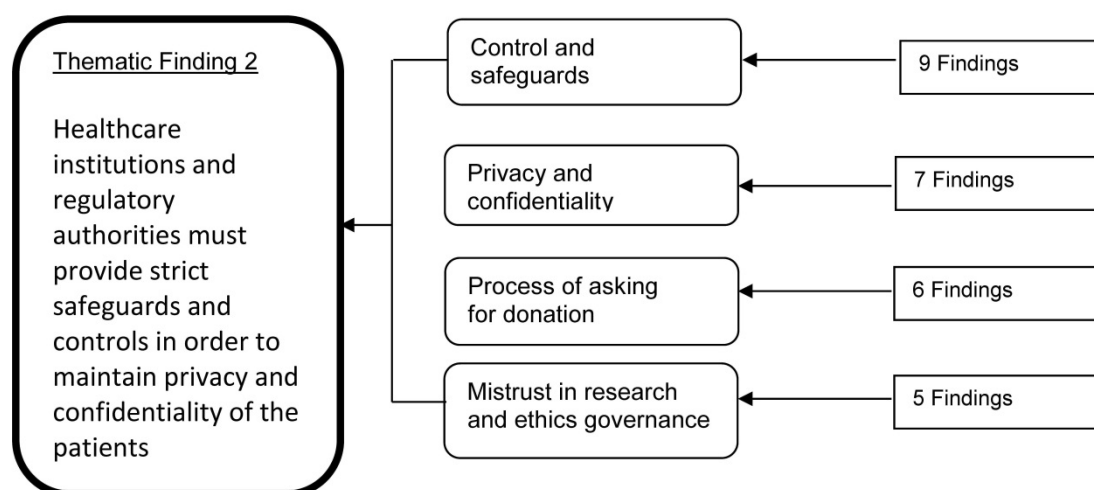 Thematic Finding 2
Healthcare
institutions and
regulatory
authorities must
provide strict
safeguards and
controls in order to
maintain privacy and
confidentiality of the
patients
Control and
safeguards
9 Findings
Privacy and
confidentiality
7 Findings
Process of asking
for donation
6 Findings
Mistrust in research
and ethics governance
5 Findings